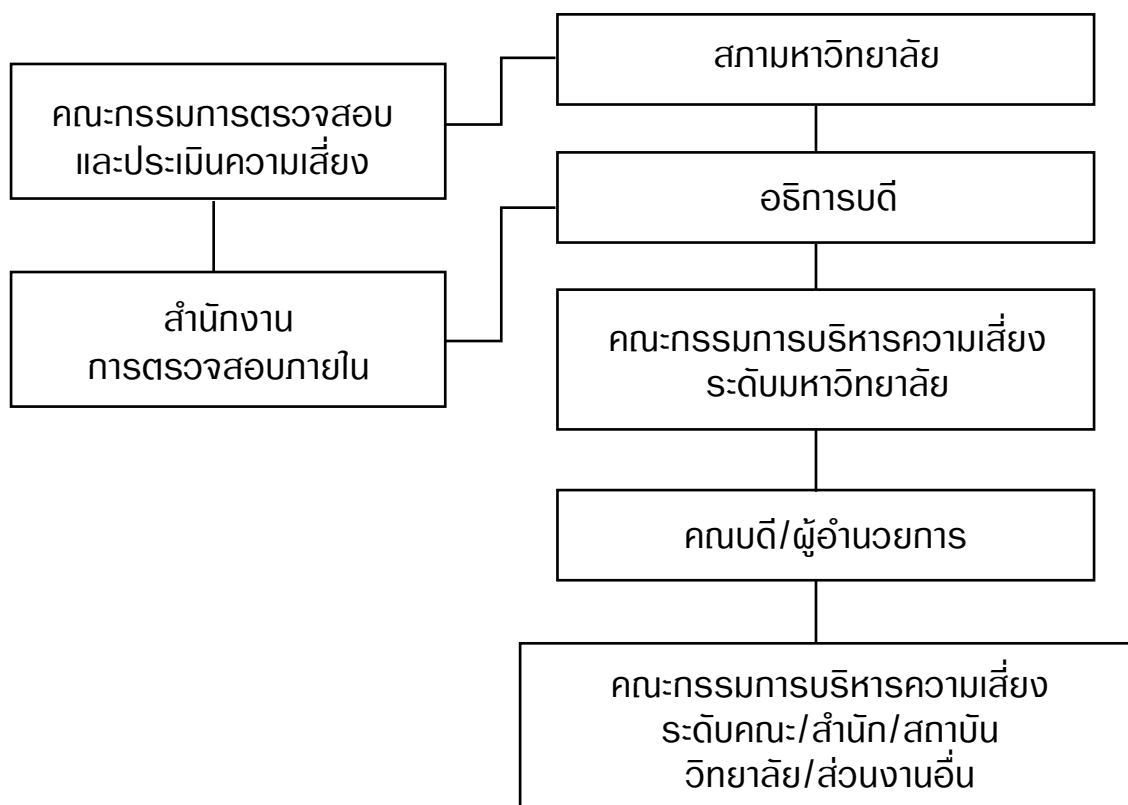 สภามหาวิทยาลัย
คณะกรรมการตรวจสอบ
และประเมินความเสี่ยง
อธิการบดี
สำนักงาน
การตรวจสอบภายใน
คณะกรรมการบริหารความเสี่ยง
ระดับมหาวิทยาลัย
คณบดี/ผู้อำนวยการ
คณะกรรมการบริหารความเสี่ยง
ระดับคณะ/สำนัก/สถาบัน
วิทยาลัย/ส่วนงานอื่น